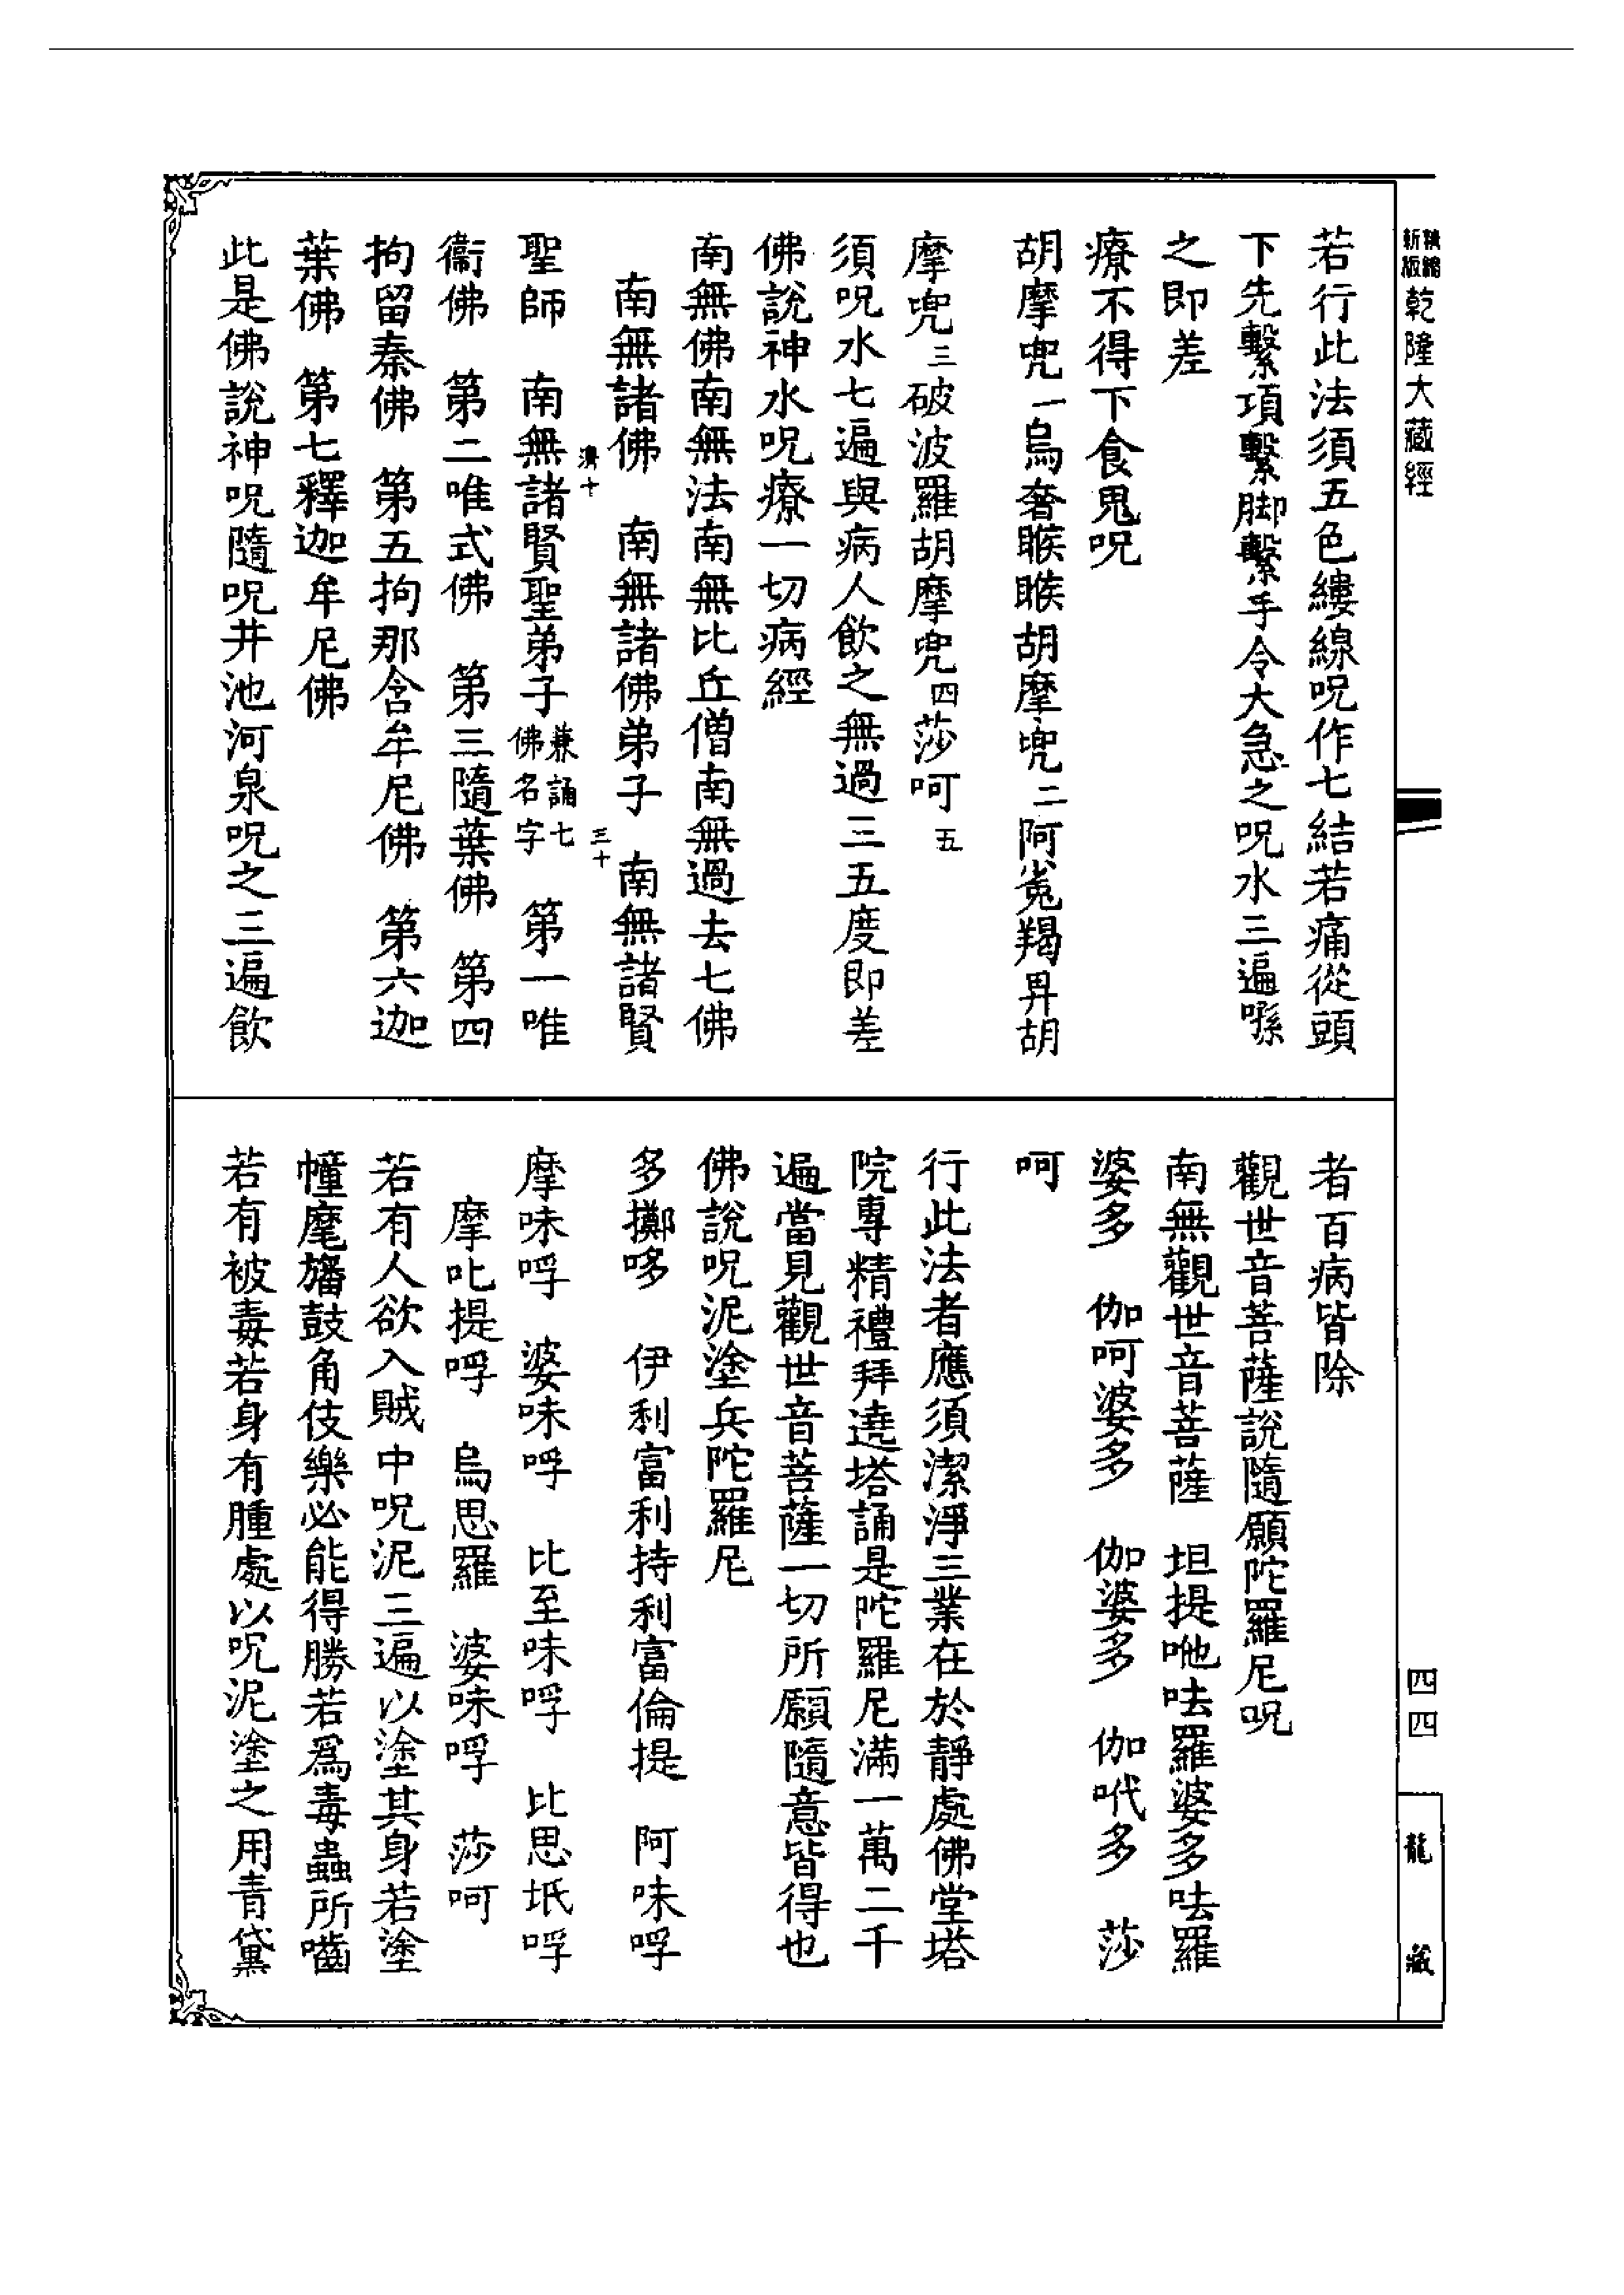 精縮新版乾隆大藏經
若行此法須五色縷線呪作七結若痛從頭
下先繫項繫脚繫手令大急之呪水三遍噀
之即差
療不得下食鬼呪
胡摩兜一烏奢睺睺胡摩兜二阿㝹羯昇胡
摩兜三破波羅胡摩兜四莎呵五
須呪水七遍與病人飲之無過三五度即差
佛說神水呪療一切病經
南無佛南無法南無比丘僧南無過去七佛
南無諸佛　南無諸佛弟子　南無諸賢
濟十　三十
聖師　南無諸賢聖弟子兼誦七佛名字　第一唯
衞佛　第二唯式佛　第三隨葉佛　第四
拘留秦佛　第五拘那含牟尼佛　第六迦
葉佛　第七釋迦牟尼佛
此是佛說神呪隨呪井池河泉呪之三遍飲
者百病皆除
觀世音菩薩說隨願陀羅尼呪
南無觀世音菩薩　坦提咃呿羅婆多呿羅
婆多　伽呵婆多　伽婆多　伽㕹多　莎
呵
行此法者應須潔淨三業在於靜處佛堂塔
院專精禮拜遶塔誦是陀羅尼滿一萬二千
遍當見觀世音菩薩一切所願隨意皆得也
佛說呪泥塗兵陀羅尼
多擲哆　伊利富利持利富倫提　阿味呼
摩味呼　婆味呼　比至味呼　比思坻呼
摩叱提呼　烏思羅　婆味呼　莎呵
若有人欲入賊中呪泥三遍以塗其身若塗
幢麾旛鼓角伎樂必能得勝若爲毒蟲所嚙
若有被毒若身有腫處以呪泥塗之用青黛
四四
龍藏